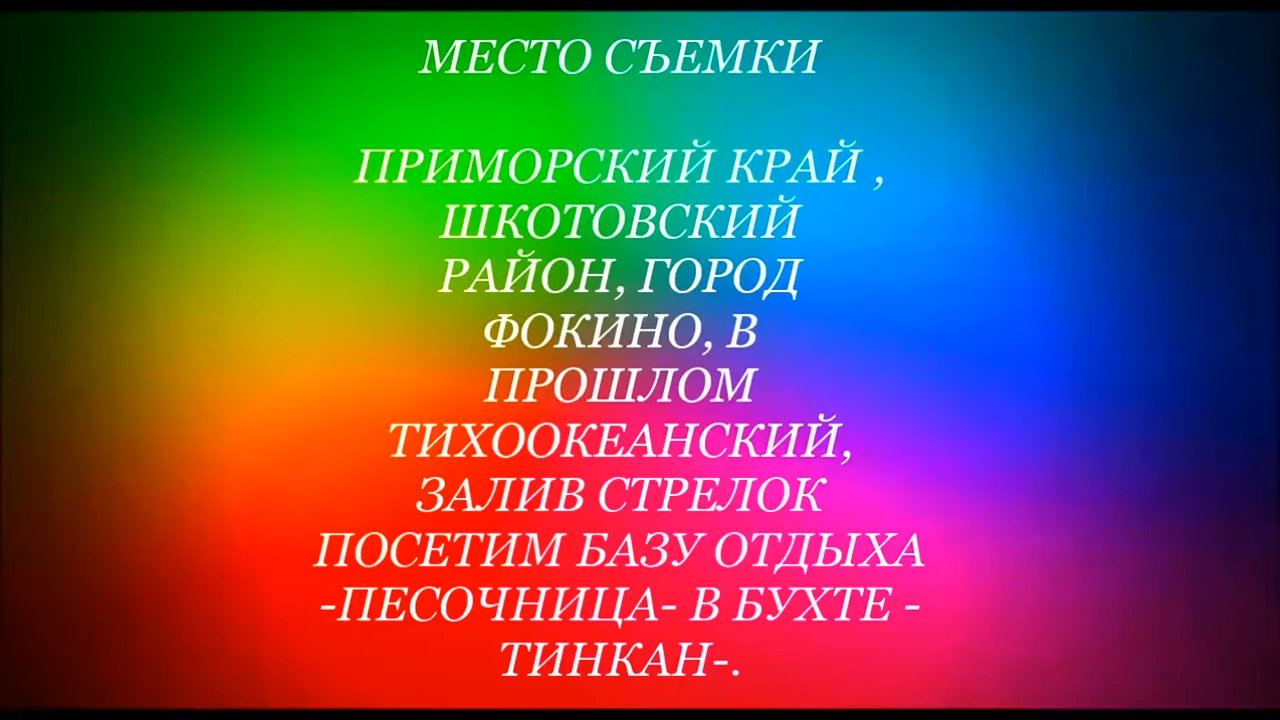 МЕСТО СЪЕМКИ
ПРИМОРСКИЙ КРАЙ ,
ШКОТОВСКИЙ
РАЙОН, ГОРОД
ФОКИНО, В
ПРОШЛОМ
ТИХООКЕАНСКИЙ,
ЗАЛИВ СТРЕЛОК
ПОСЕТИМ БАЗУ ОТДЫХА
-ПЕСОЧНИЦА- В БУХТЕ -
ТИНКАН-.